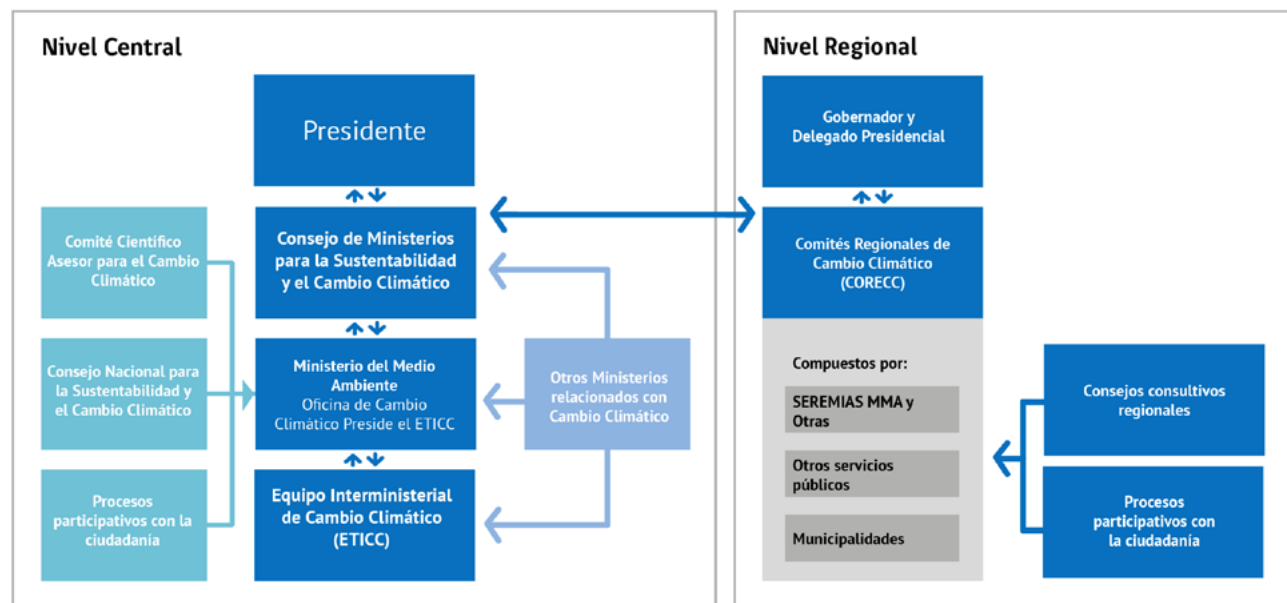 Nivel Central
Presidente
Comité Científico
Asesor para el Cambio
Climático
Consejo Nacional para
la Sustentabilidad y
el Cambio Climático
Procesos
participativos con la
ciudadanía
Consejo de Ministerios
para la Sustentabilidad
y el Cambio Climático
Ministerio del Medio
Ambiente
Oficina de Cambio
Climático Preside el ETICC
Equipo Interministerial
de Cambio Climático
(ETICC)
Otros Ministerios
relacionados con
Cambio Climático
Nivel Regional
Gobernador y
Delegado Presidencial
Comités Regionales de
Cambio Climático
(CORECC)
Compuestos por:
SEREMIAS MMA y
Otras
Otros servicios
públicos
Municipalidades
Consejos consultivos
regionales
Procesos
participativos con
la ciudadanía